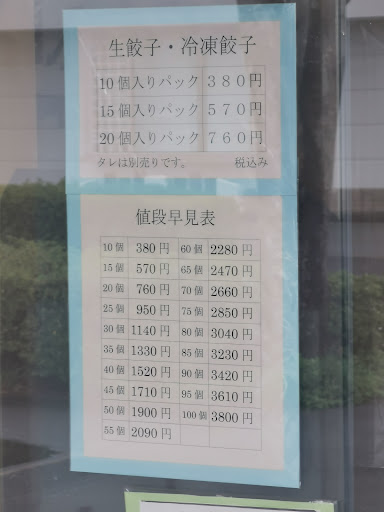 生餃子・冷凍餃子
10個入りパック 380円
15個入りパック 570円
20個入りパック 760円
タレは別売りです。 税込み
値段早見表
10個 380円 60個 2280円
15個 570円 65個 2470円
20個 760円 70個 2660円
25個 950円 75個 2850円
30個 1140円 80個 3040円
35個 1330円 85個 3230円
40個 1520円 90個 3420円
45個 1710円 95個 3610円
50個 1900円 100個 3800円
55個 2090円